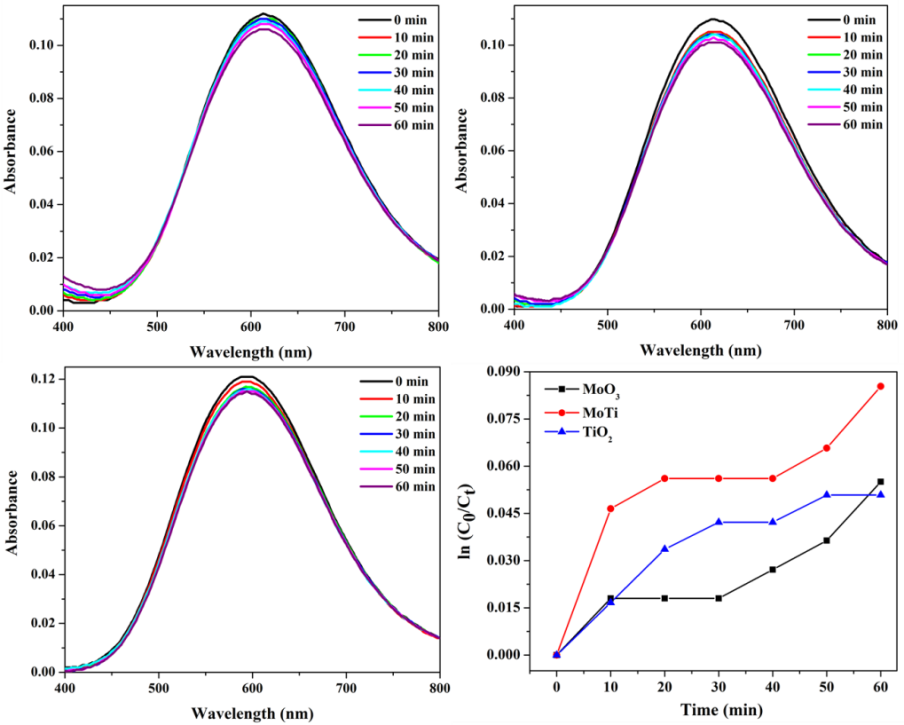 0.10
0.08
0.06
0.04
0.02
0.00
Absorbance
0 min
10 min
20 min
30 min
40 min
50 min
60 min
400
500
600
700
800
Wavelength (nm)
0.10
0.08
0.06
0.04
0.02
0.00
Absorbance
0 min
10 min
20 min
30 min
40 min
50 min
60 min
400
500
600
700
800
Wavelength (nm)
0.12
0.10
0.08
0.06
0.04
0.02
0.00
Absorbance
0 min
10 min
20 min
30 min
40 min
50 min
60 min
400
500
600
700
800
Wavelength (nm)
0.090
0.075
0.060
0.045
0.030
0.015
0.000
ln (C₀/Cₜ)
MoO₃
MoTi
TiO₂
0
10
20
30
40
50
60
Time (min)